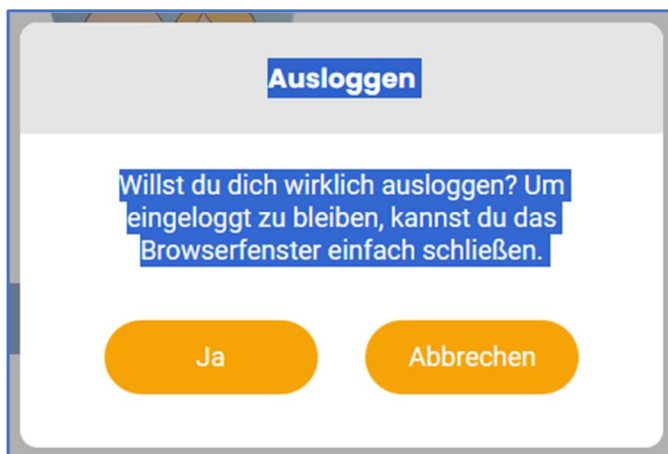 Ausloggen
Willst du dich wirklich ausloggen? Um
eingeloggt zu bleiben, kannst du das
Browserfenster einfach schließen.
Ja
Abbrechen